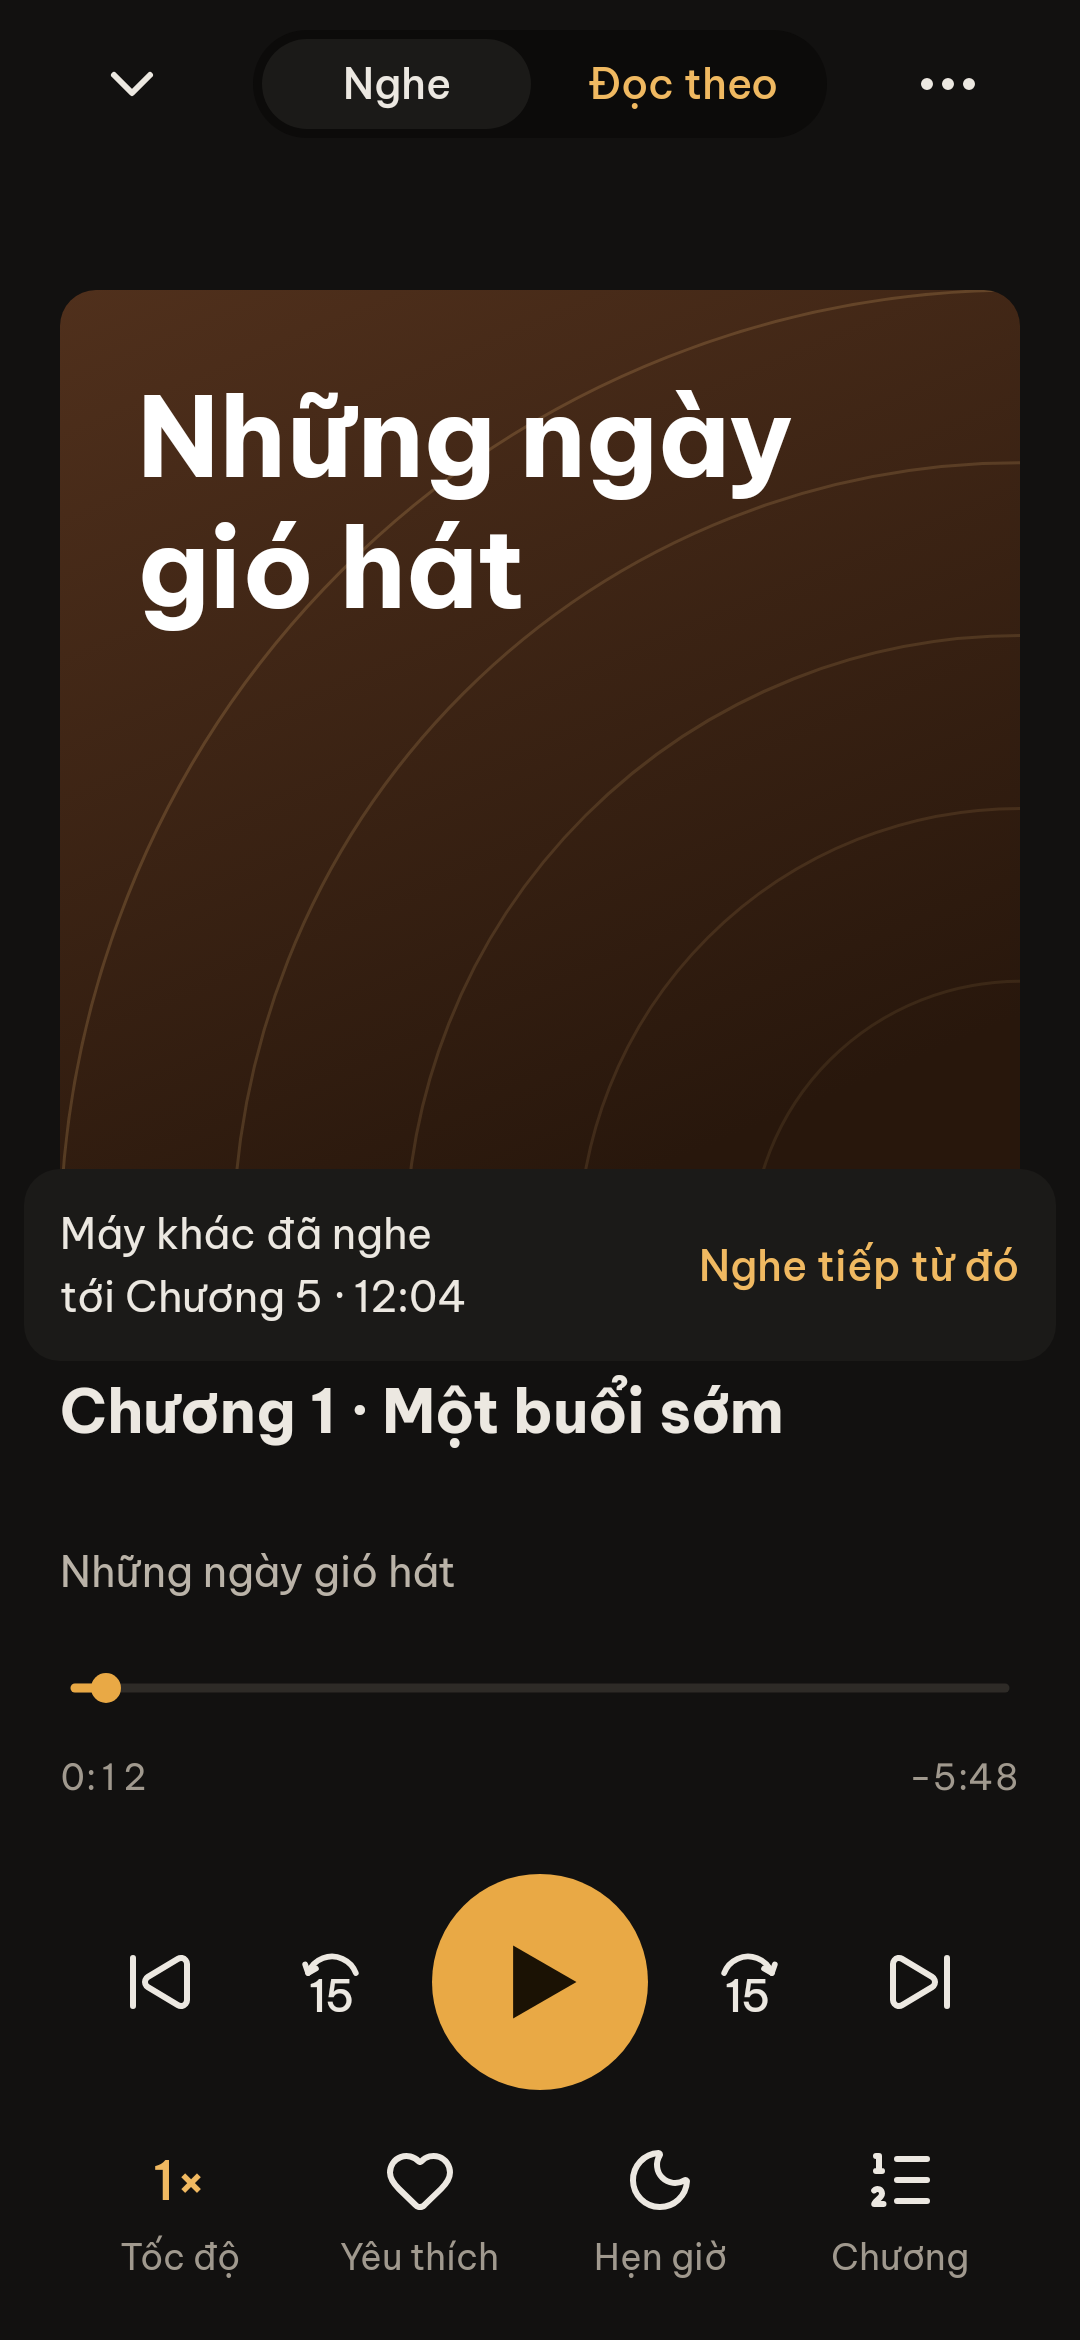 Nghe
Đọc theo
Những ngày
gió hát
Máy khác đã nghe
tới Chương 5 · 12:04
Nghe tiếp từ đó
Chương 1 · Một buổi sớm
Những ngày gió hát
0:12
−5:48
15
15
1×
Tốc độ
Yêu thích
Hẹn giờ
Chương